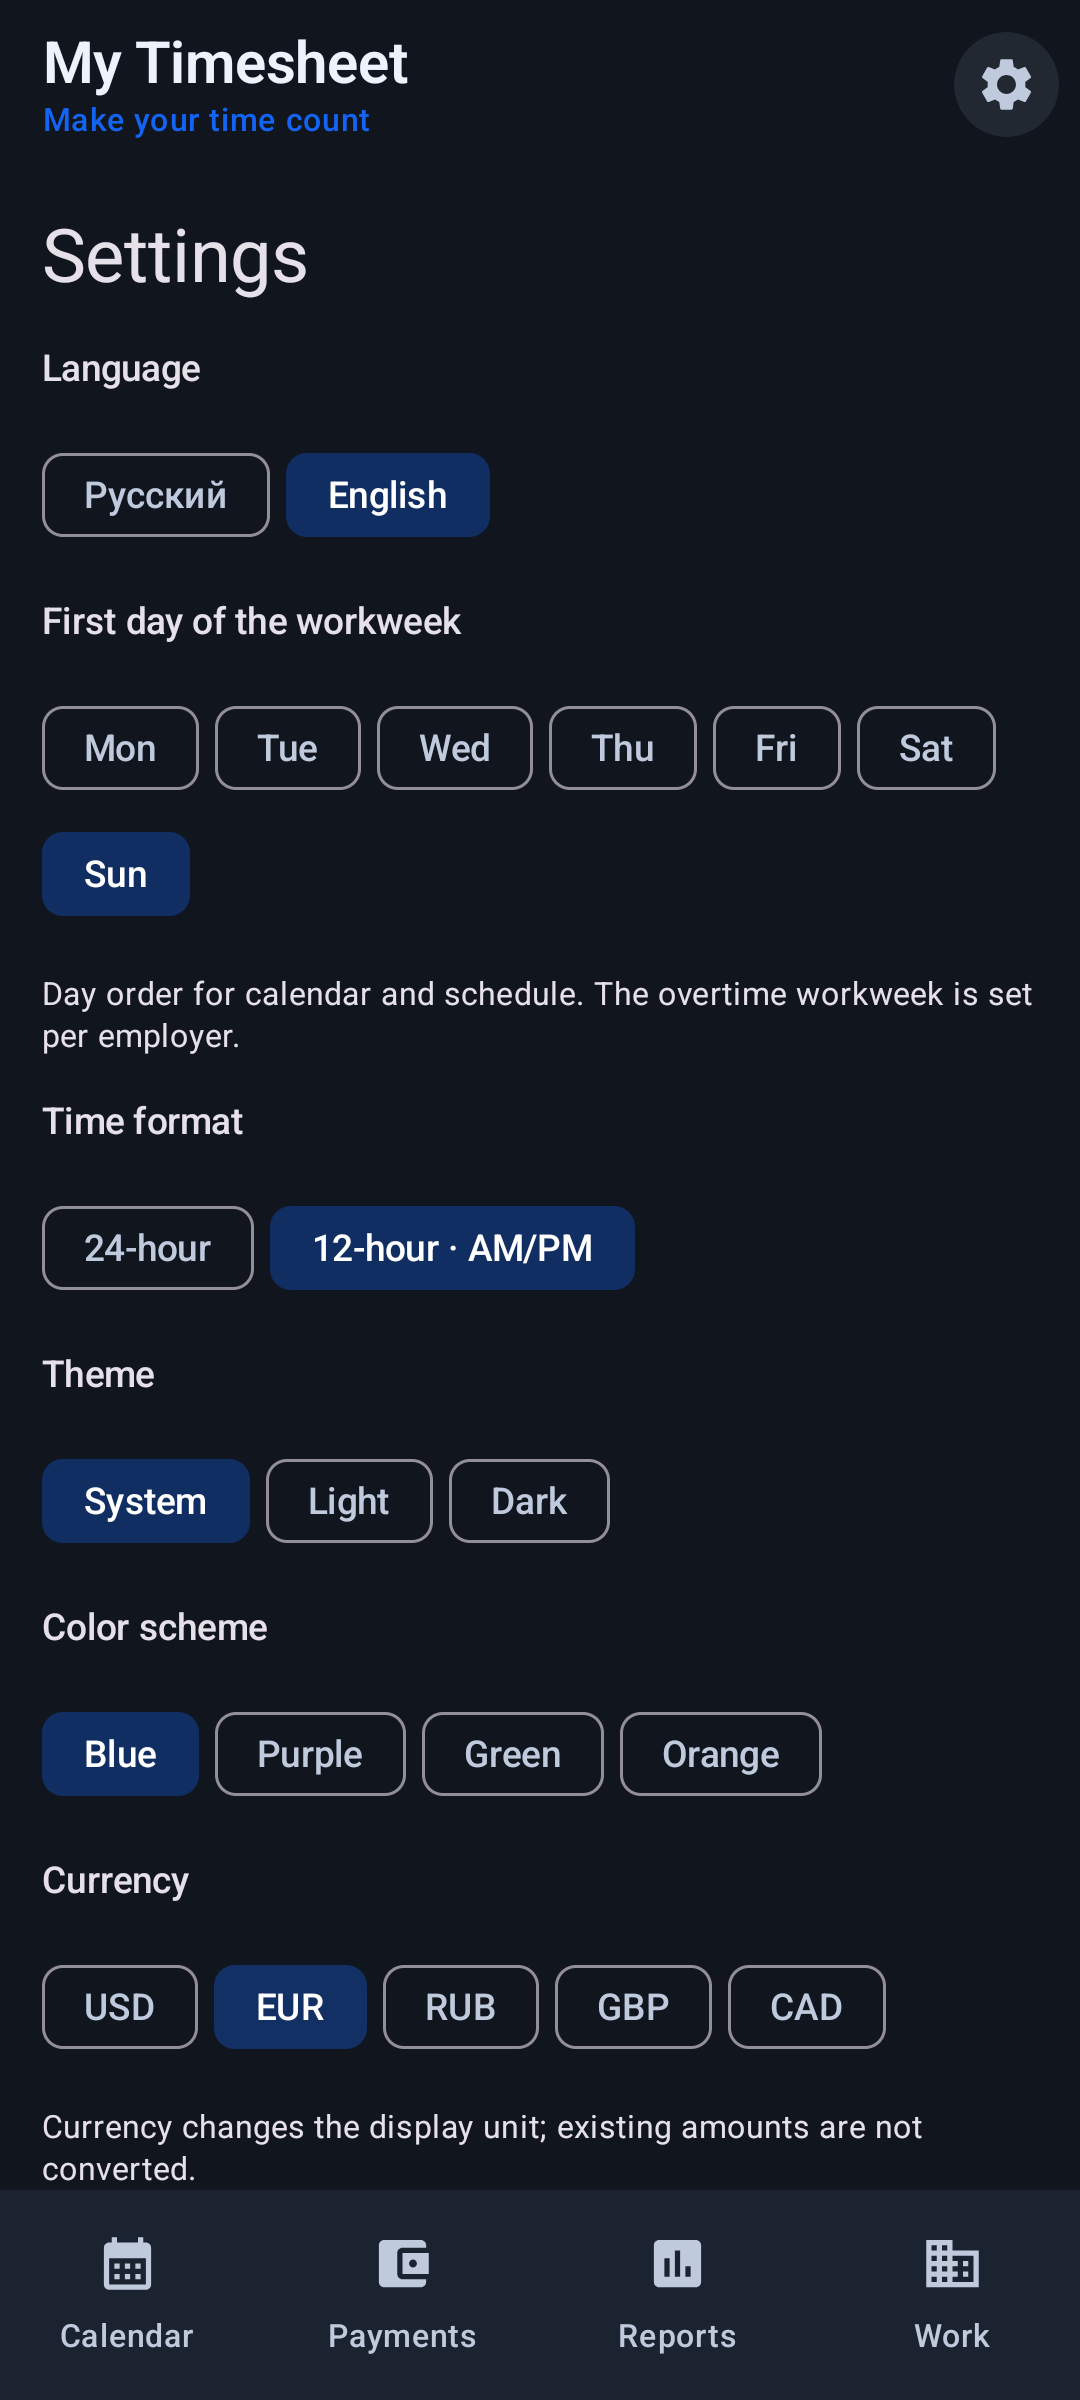 My Timesheet
Make your time count
Settings
Language
Русский English
First day of the workweek
Mon Tue Wed Thu Fri Sat
Sun
Day order for calendar and schedule. The overtime workweek is set
per employer.
Time format
24-hour 12-hour · AM/PM
Theme
System Light Dark
Color scheme
Blue Purple Green Orange
Currency
USD EUR RUB GBP CAD
Currency changes the display unit; existing amounts are not
converted.
Calendar Payments Reports Work